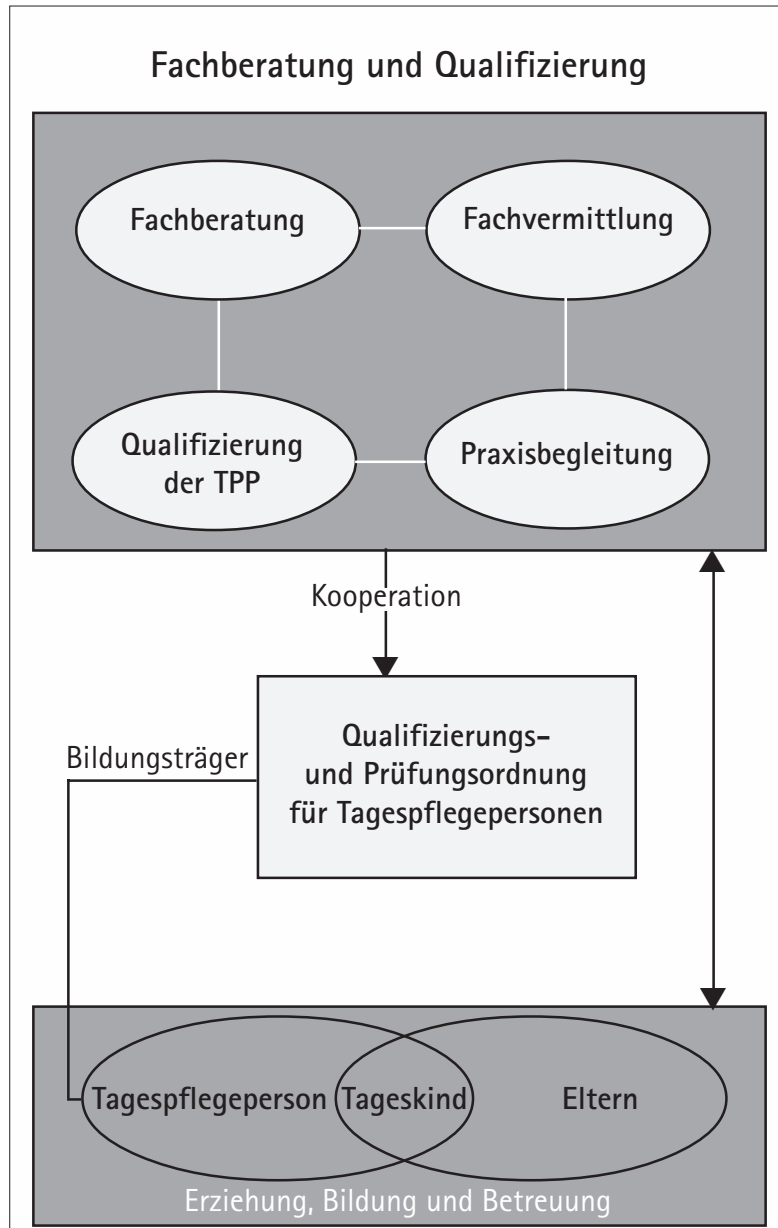 Fachberatung und Qualifizierung
Fachberatung
Fachvermittlung
Qualifizierung
der TPP
Praxisbegleitung
Kooperation
Bildungsträger
Qualifizierungs-
und Prüfungsordnung
für Tagespflegepersonen
Tagespflegeperson
Tageskind
Eltern
Erziehung, Bildung und Betreuung